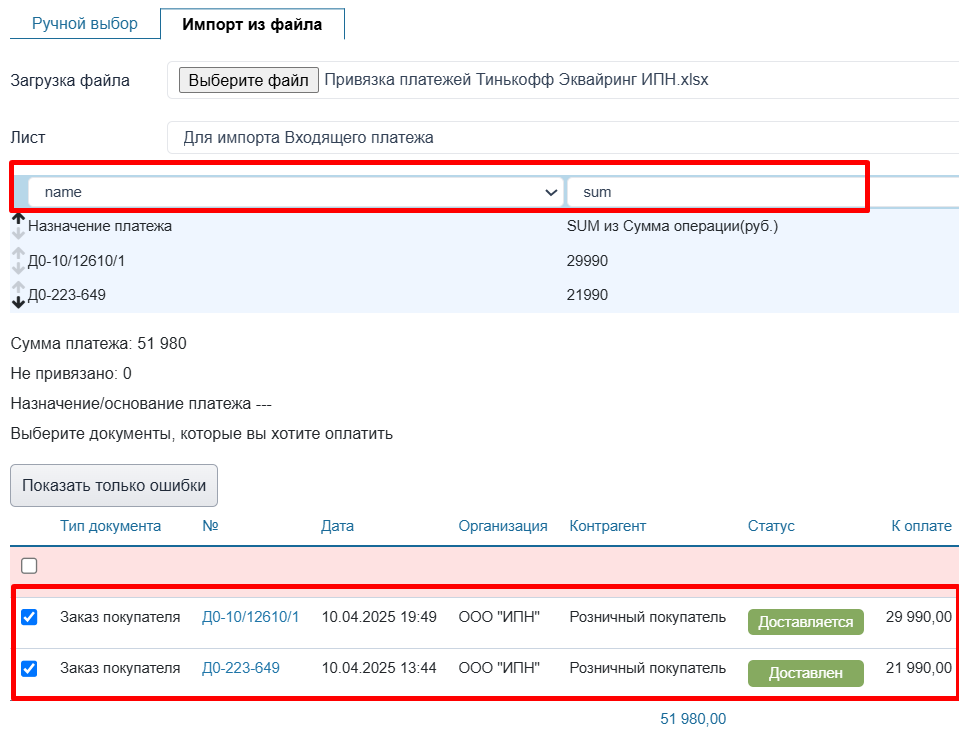 Ручной выбор Импорт из файла
Загрузка файла Выберите файл Привязка платежей Тинькофф Эквайринг ИПН.xlsx
Лист Для импорта Входящего платежа
name sum
Назначение платежа SUM из Сумма операции(руб.)
Д0-10/12610/1 29990
Д0-223-649 21990
Сумма платежа: 51 980
Не привязано: 0
Назначение/основание платежа ---
Выберите документы, которые вы хотите оплатить
Показать только ошибки
Тип документа № Дата Организация Контрагент Статус К оплате
Заказ покупателя Д0-10/12610/1 10.04.2025 19:49 ООО "ИПН" Розничный покупатель Доставляется 29 990,00
Заказ покупателя Д0-223-649 10.04.2025 13:44 ООО "ИПН" Розничный покупатель Доставлен 21 990,00
51 980,00